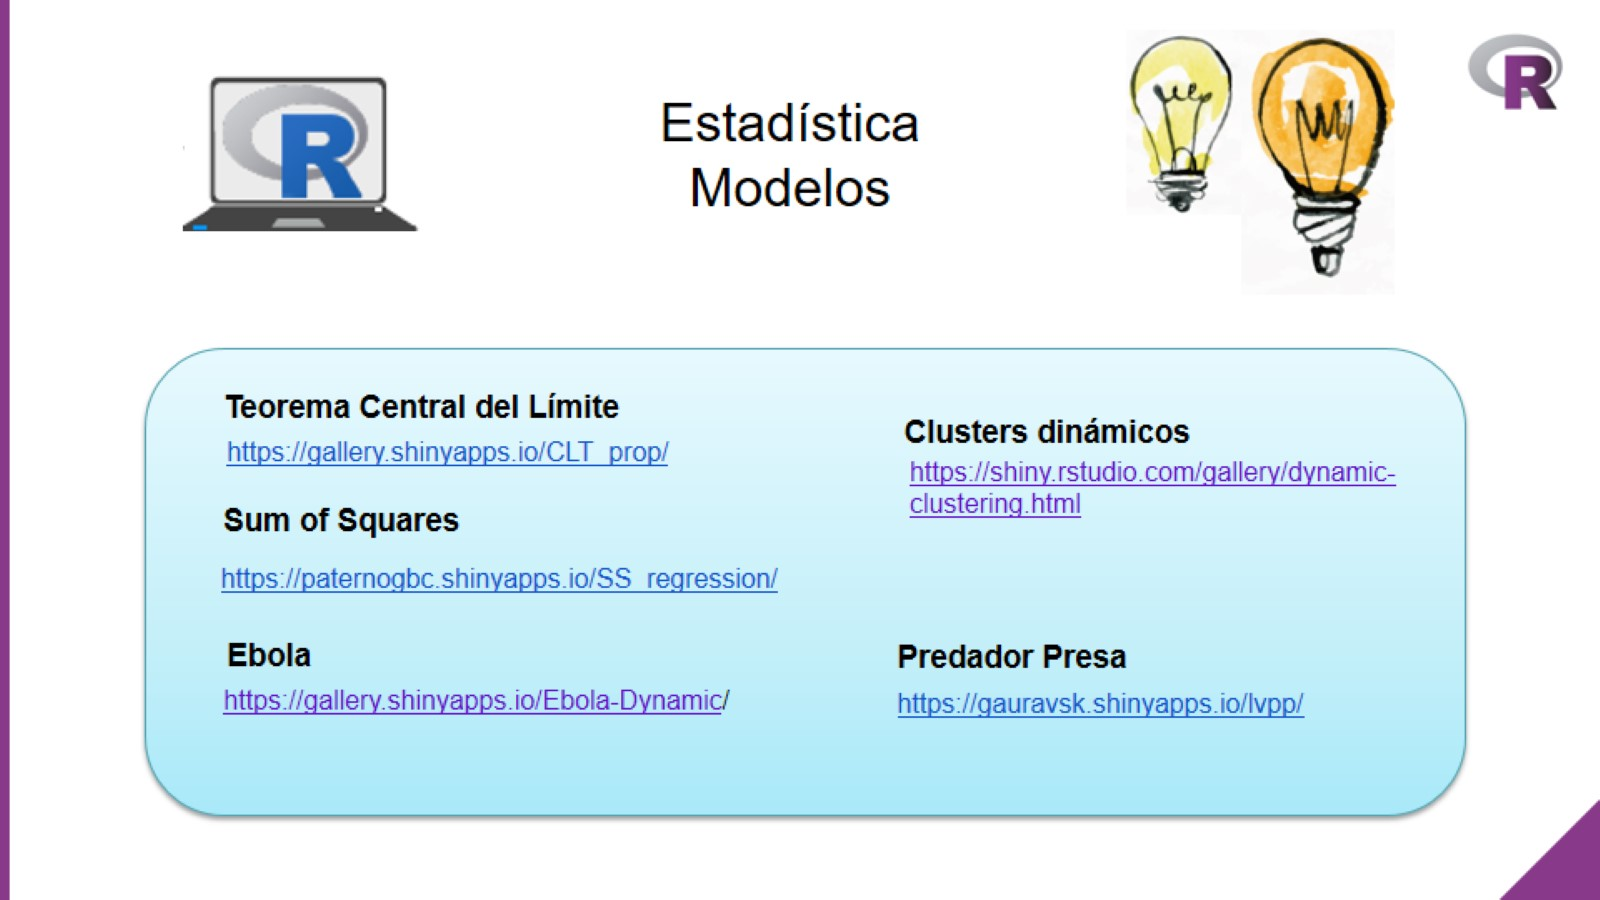 R
Estadística
Modelos
R
Teorema Central del Límite
https://gallery.shinyapps.io/CLT_prop/
Sum of Squares
https://paternogbc.shinyapps.io/SS_regression/
Ebola
https://gallery.shinyapps.io/Ebola-Dynamic/
Clusters dinámicos
https://shiny.rstudio.com/gallery/dynamic-
clustering.html
Predador Presa
https://gauravsk.shinyapps.io/lvpp/